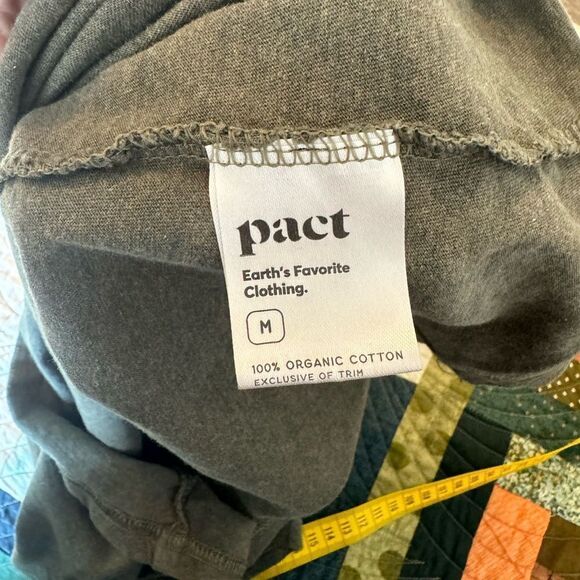 pact
Earth's Favorite
Clothing.
M
100% ORGANIC COTTON
EXCLUSIVE OF TRIM